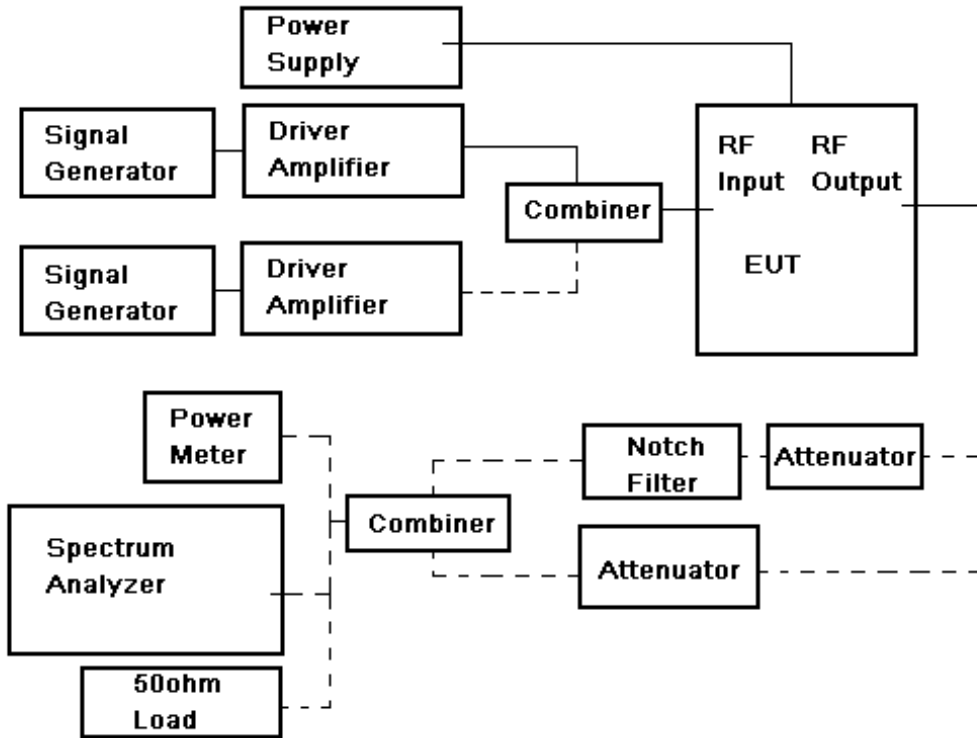 Power
Supply
Signal
Generator
Driver
Amplifier
Combiner
RF
Input
RF
Output
EUT
Signal
Generator
Driver
Amplifier
Power
Meter
Notch
Filter
Attenuator
Combiner
Spectrum
Analyzer
Attenuator
50ohm
Load